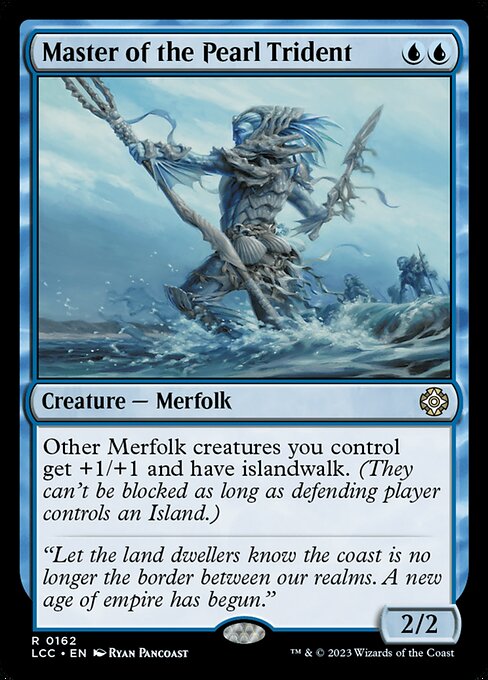 Master of the Pearl Trident
Creature — Merfolk
Other Merfolk creatures you control
get +1/+1 and have islandwalk. (They
can't be blocked as long as defending player
controls an Island.)
“Let the land dwellers know the coast is no
longer the border between our realms. A new
age of empire has begun.”
2/2
R 0162
LCC • EN Ryan Pancoast
™ & © 2023 Wizards of the Coast